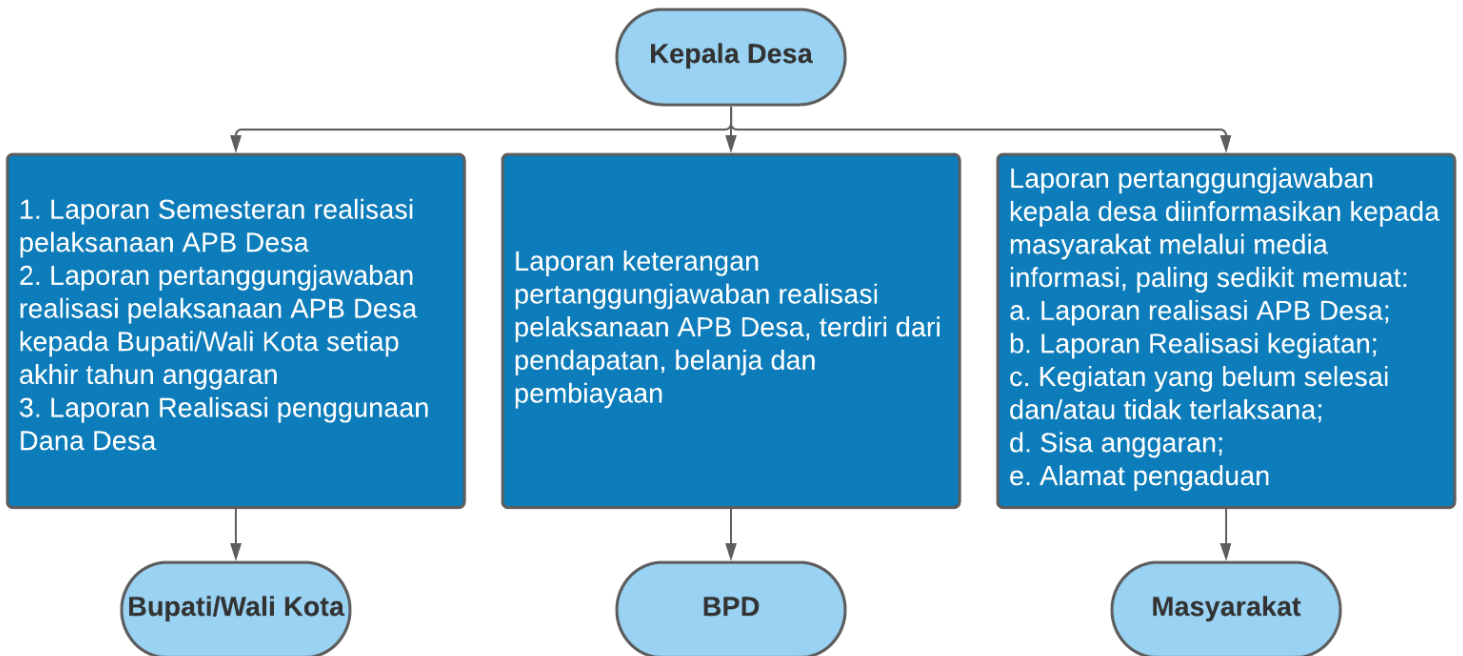 Kepala Desa
1. Laporan Semesteran realisasi
pelaksanaan APB Desa
2. Laporan pertanggungjawaban
realisasi pelaksanaan APB Desa
kepada Bupati/Wali Kota setiap
akhir tahun anggaran
3. Laporan Realisasi penggunaan
Dana Desa
Laporan keterangan
pertanggungjawaban realisasi
pelaksanaan APB Desa, terdiri dari
pendapatan, belanja dan
pembiayaan
Laporan pertanggungjawaban
kepala desa diinformasikan kepada
masyarakat melalui media
informasi, paling sedikit memuat:
a. Laporan realisasi APB Desa;
b. Laporan Realisasi kegiatan;
c. Kegiatan yang belum selesai
dan/atau tidak terlaksana;
d. Sisa anggaran;
e. Alamat pengaduan
Bupati/Wali Kota
BPD
Masyarakat